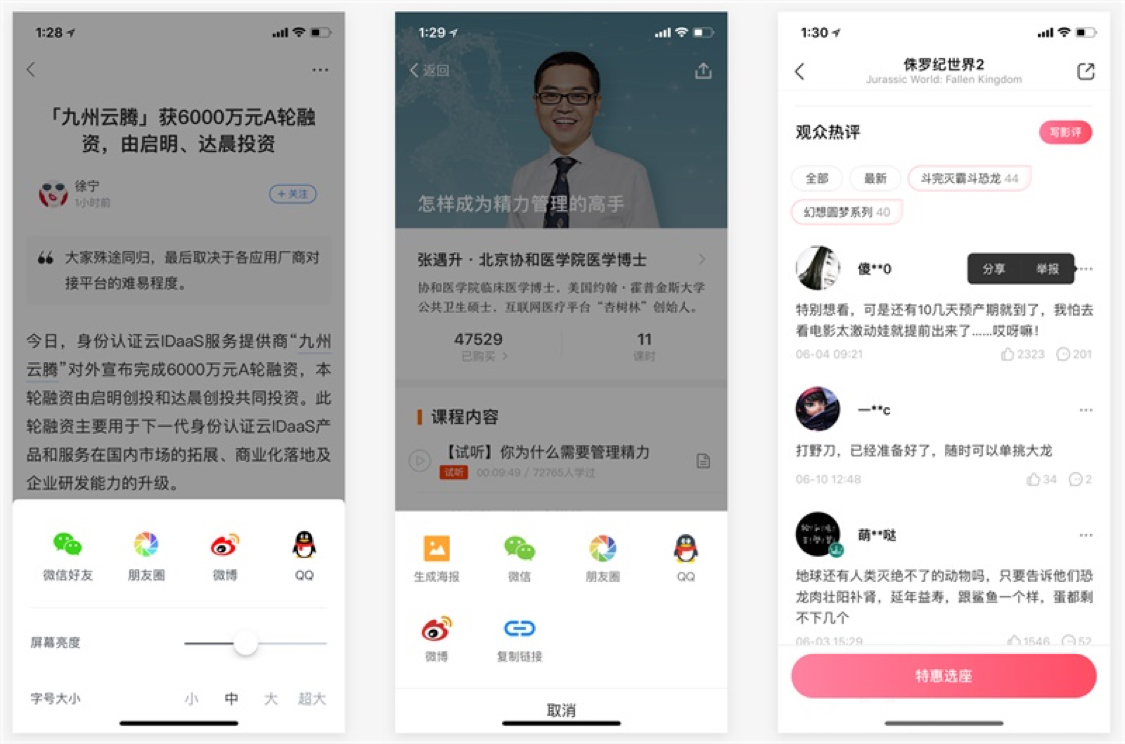 1:28
「九州云腾」获6000万元A轮融
资，由启明、达晨投资
徐宁
1小时前
+ 关注
大家殊途同归，最后取决于各应用厂商对
接平台的难易程度。
今日，身份认证云IDaaS服务提供商“九州
云腾”对外宣布完成6000万元A轮融资，本
轮融资由启明创投和达晨创投共同投资。此
轮融资主要用于下一代身份认证云IDaaS产
品和服务在国内市场的拓展、商业化落地及
企业研发能力的升级。
微信好友
朋友圈
微博
QQ
屏幕亮度
字号大小
小
中
大
超大
1:29
返回
怎样成为精力管理的高手
张遇升·北京协和医学院医学博士
协和医学院临床医学博士，美国约翰·霍普金斯大学
公共卫生硕士，互联网医疗平台“杏树林”创始人。
47529
已购买
11
课时
课程内容
【试听】你为什么需要管理精力
试听
00:09:49 / 72765人学过
生成海报
微信
朋友圈
QQ
微博
复制链接
取消
1:30
侏罗纪世界2
Jurassic World: Fallen Kingdom
观众热评
写影评
全部
最新
斗完灭霸斗恐龙 44
幻想圆梦系列 40
傻**0
分享
举报
特别想看，可是还有10几天预产期就到了，我怕去
看电影太激动娃就提前出来了……哎呀嘛！
06-04 09:21
2323
201
一**c
打野刀，已经准备好了，随时可以单挑大龙
06-10 12:48
34
2
萌**哒
地球还有人类灭绝不了的动物吗，只要告诉他们恐
龙肉壮阳补肾，延年益寿，跟鲨鱼一个样，蛋都剩
不下几个
06-03 15:29
1546
52
特惠选座